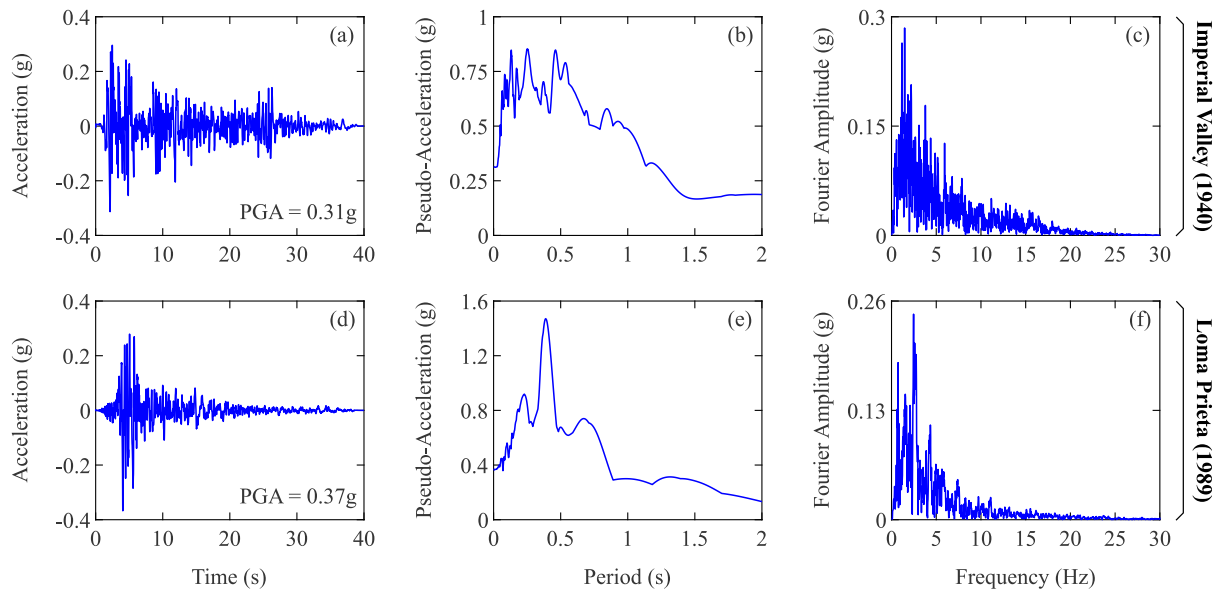 0.4
0.2
0
-0.2
-0.4
Acceleration (g)
(a)
PGA = 0.31g
0 10 20 30 40
1
0.75
0.5
0.25
0
Pseudo-Acceleration (g)
(b)
0 0.5 1 1.5 2
0.3
0.15
0
Fourier Amplitude (g)
(c)
0 5 10 15 20 25 30
Imperial Valley (1940)
0.4
0.2
0
-0.2
-0.4
Acceleration (g)
(d)
PGA = 0.37g
0 10 20 30 40
Time (s)
1.6
1.2
0.8
0.4
0
Pseudo-Acceleration (g)
(e)
0 0.5 1 1.5 2
Period (s)
0.26
0.13
0
Fourier Amplitude (g)
(f)
0 5 10 15 20 25 30
Frequency (Hz)
Loma Prieta (1989)